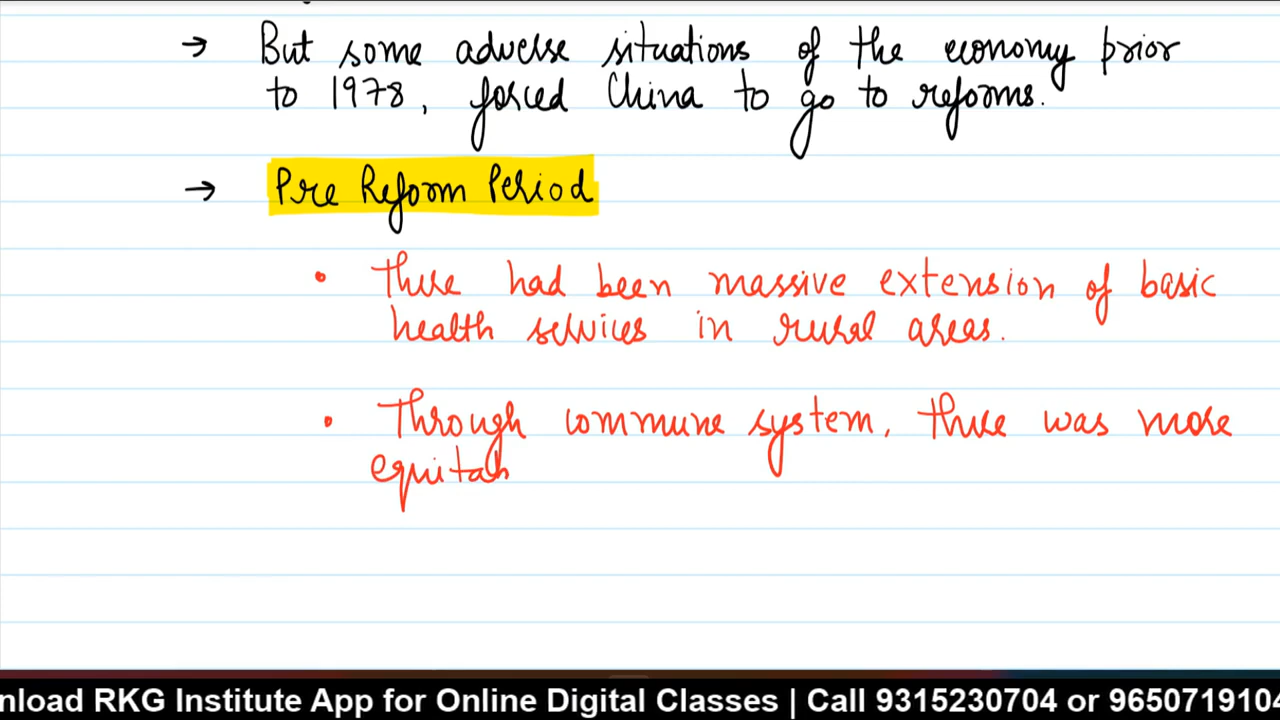 → But some adverse situations of the economy prior
to 1978, forced China to go to reforms.
→ Pre Reform Period
• There had been massive extension of basic
health services in rural areas.
• Through commune system, there was more
equitab
nload RKG Institute App for Online Digital Classes | Call 9315230704 or 965071910